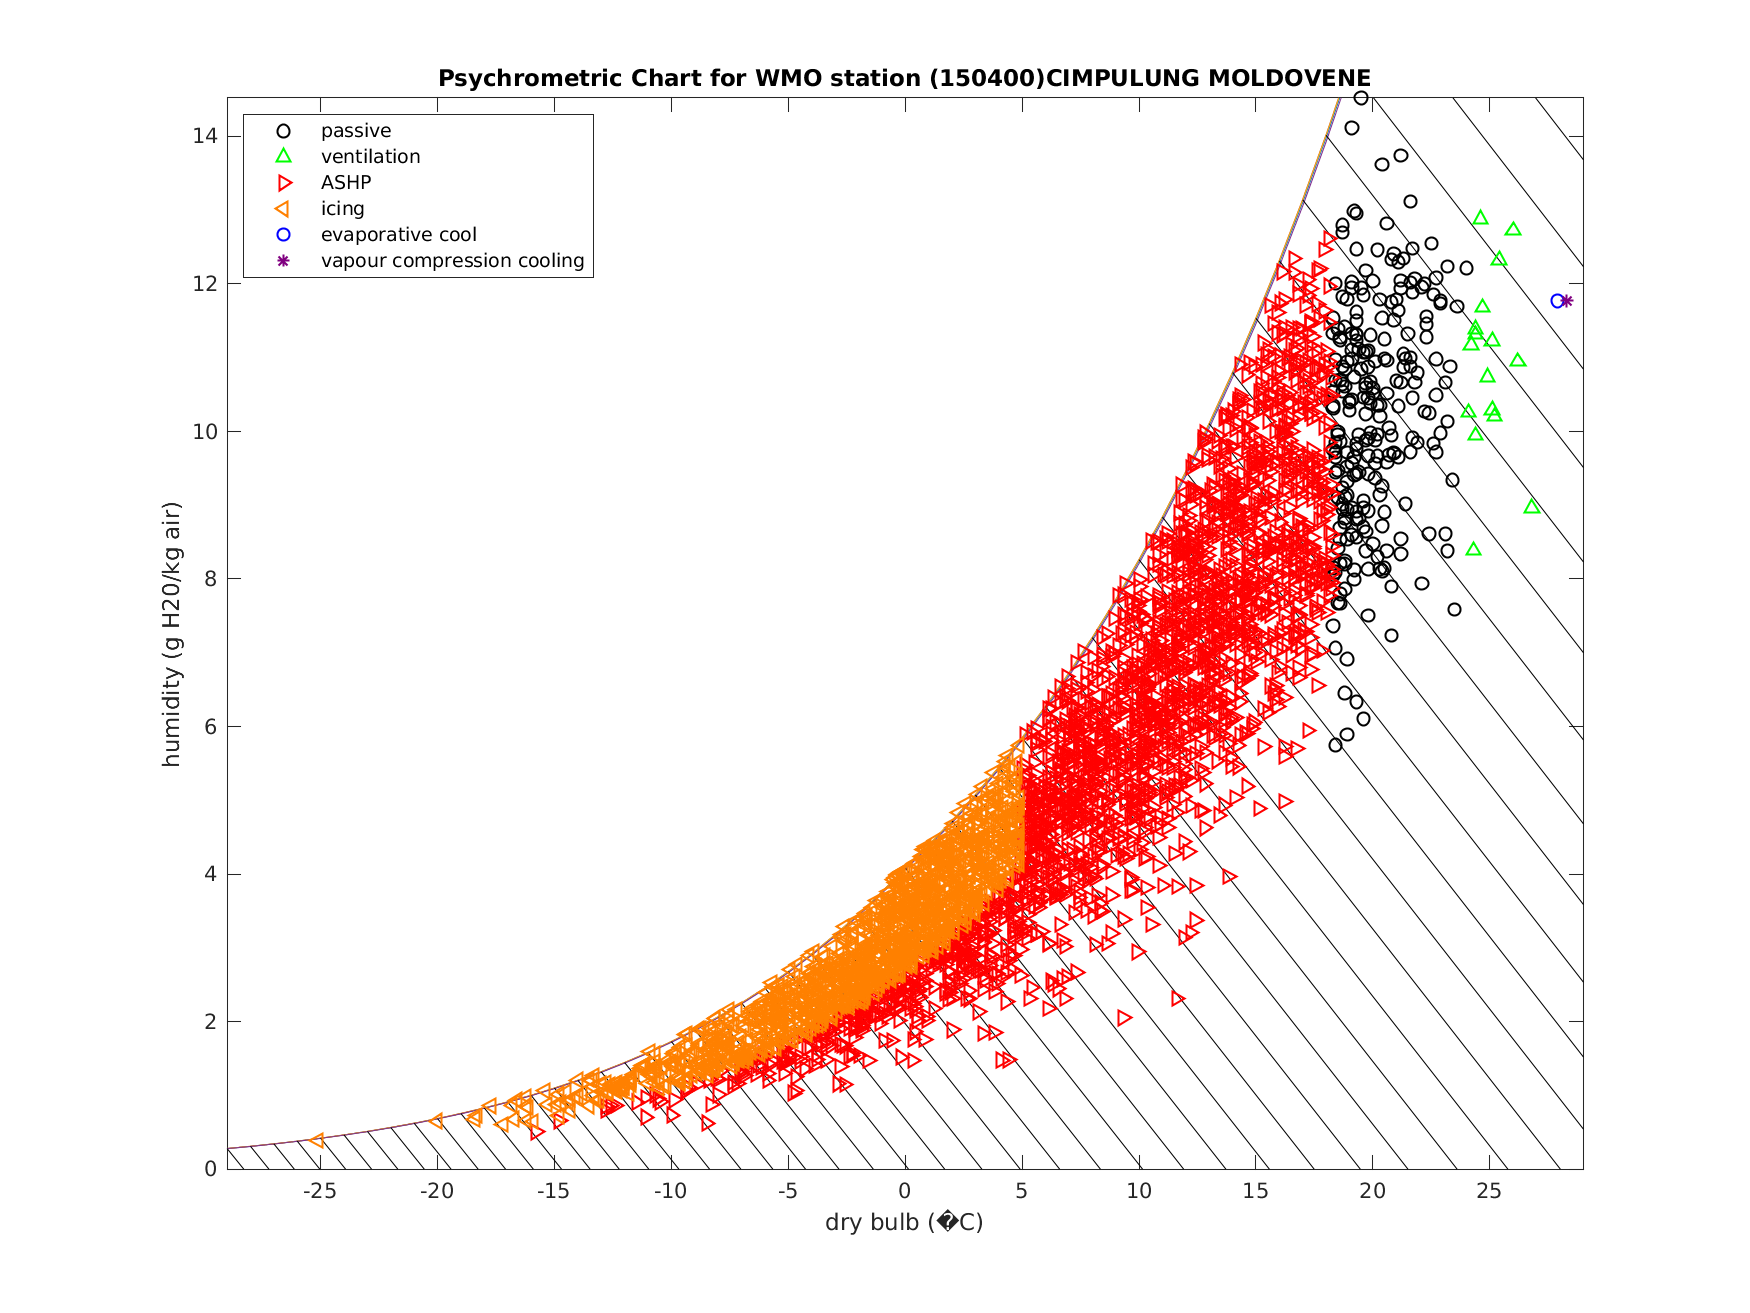 Psychrometric Chart for WMO station (150400)CIMPULUNG MOLDOVENE
passive
ventilation
ASHP
icing
evaporative cool
vapour compression cooling
humidity (g H20/kg air)
14
12
10
8
6
4
2
0
-25 -20 -15 -10 -5 0 5 10 15 20 25
dry bulb (�C)